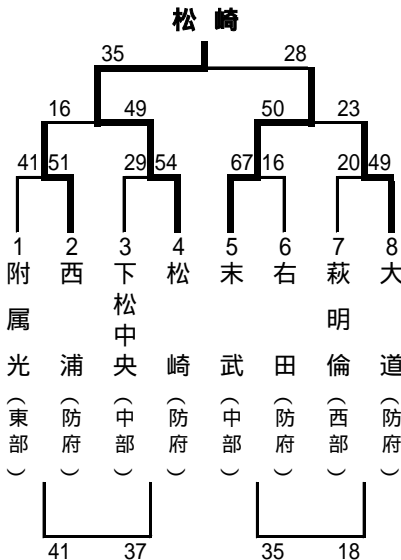 松崎
35 28
16 49 50 23
41 51 29 54 67 16 20 49
1 2 3 4 5 6 7 8
附属光（東部）
西浦（防府）
下松中央（中部）
松崎（防府）
末武（中部）
右田（防府）
萩明倫（西部）
大道（防府）
41 37 35 18